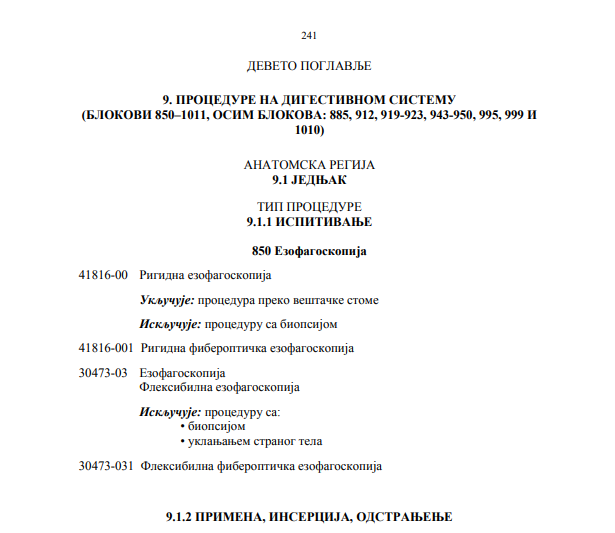 241
ДЕВЕТО ПОГЛАВЉЕ
9. ПРОЦЕДУРЕ НА ДИГЕСТИВНОМ СИСТЕМУ
(БЛОКОВИ 850–1011, ОСИМ БЛОКОВА: 885, 912, 919-923, 943-950, 995, 999 И
1010)
АНАТОМСКА РЕГИЈА
9.1 ЈЕДЊАК
ТИП ПРОЦЕДУРЕ
9.1.1 ИСПИТИВАЊЕ
850 Езофагоскопија
41816-00 Ригидна езофагоскопија
Укључује: процедура преко вештачке стоме
Искључује: процедуру са биопсијом
41816-001 Ригидна фибероптичка езофагоскопија
30473-03 Езофагоскопија
Флексибилна езофагоскопија
Искључује: процедуру са:
• биопсијом
• уклањањем страног тела
30473-031 Флексибилна фибероптичка езофагоскопија
9.1.2 ПРИМЕНА, ИНСЕРЦИЈА, ОДСТРАЊЕЊЕ